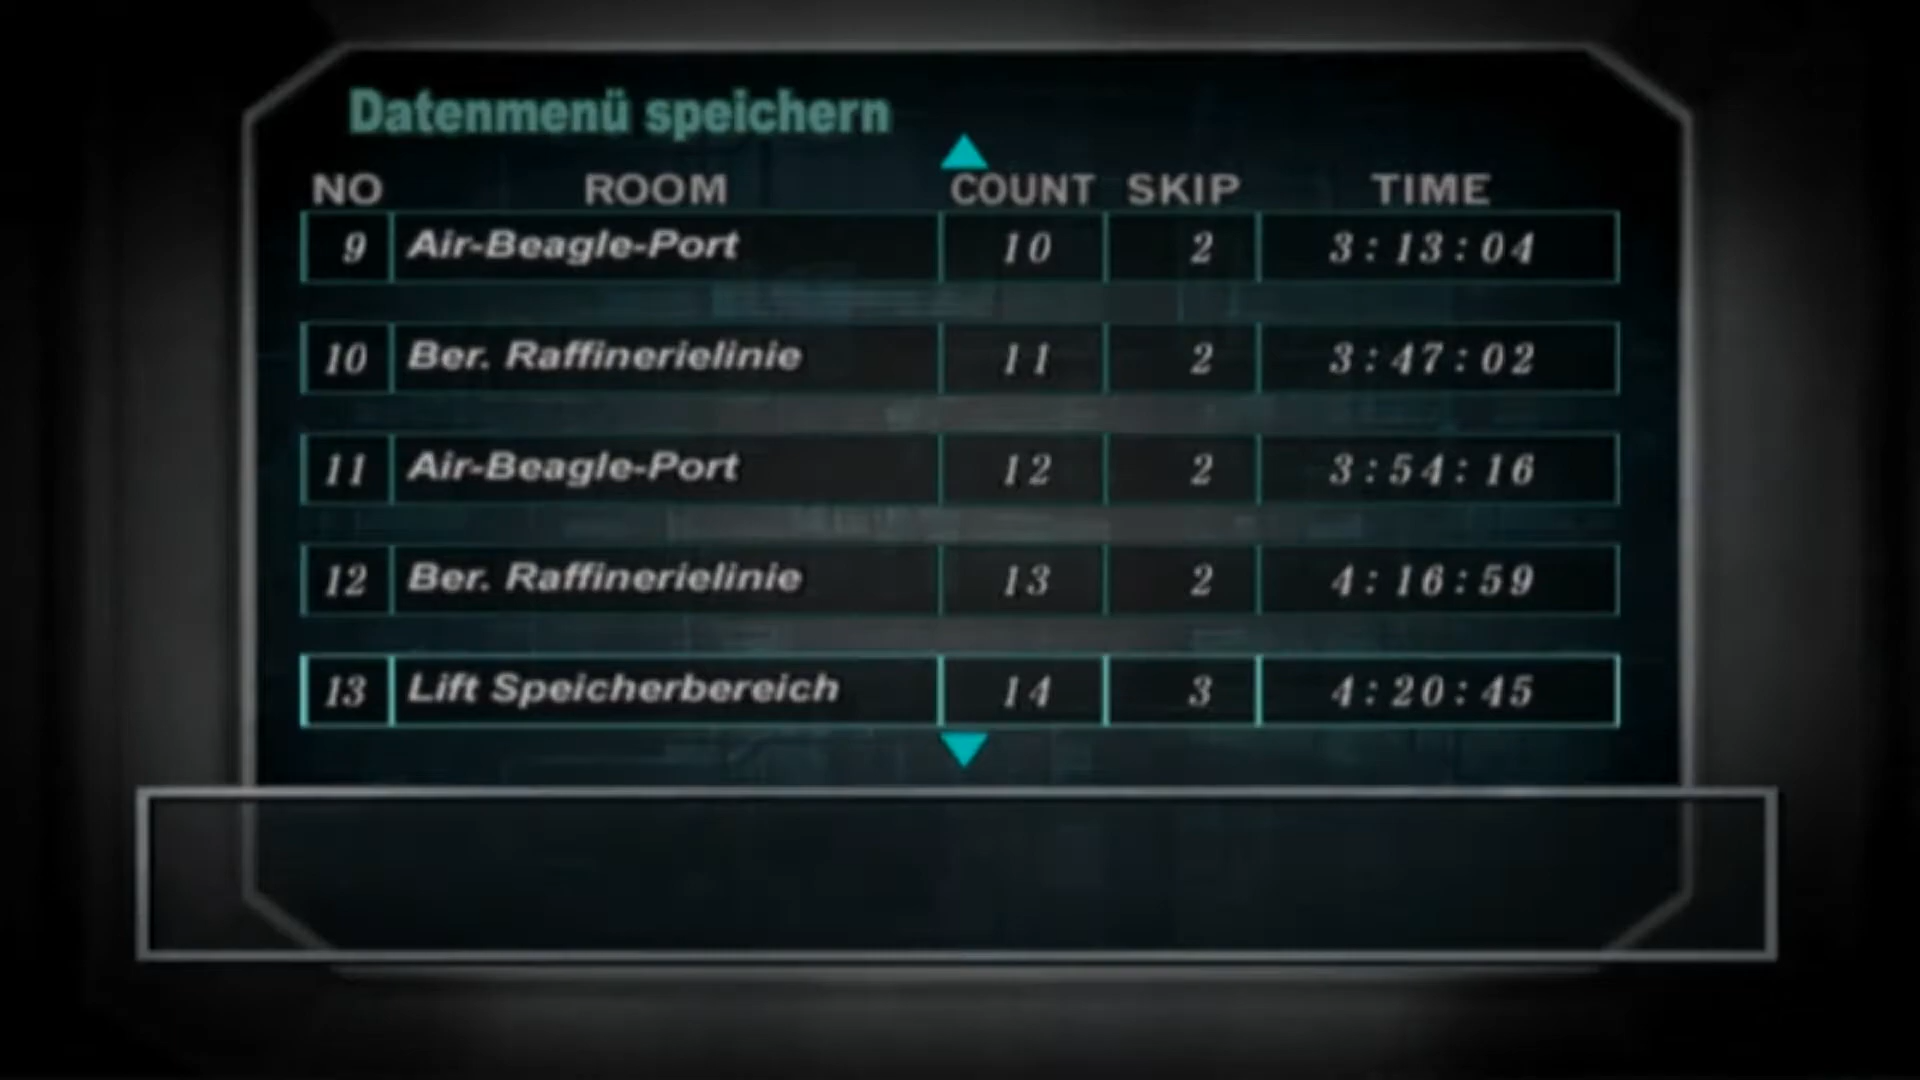 Datenmenü speichern
NO ROOM COUNT SKIP TIME
9 Air-Beagle-Port 10 2 3:13:04
10 Ber. Raffinerielinie 11 2 3:47:02
11 Air-Beagle-Port 12 2 3:54:16
12 Ber. Raffinerielinie 13 2 4:16:59
13 Lift Speicherbereich 14 3 4:20:45